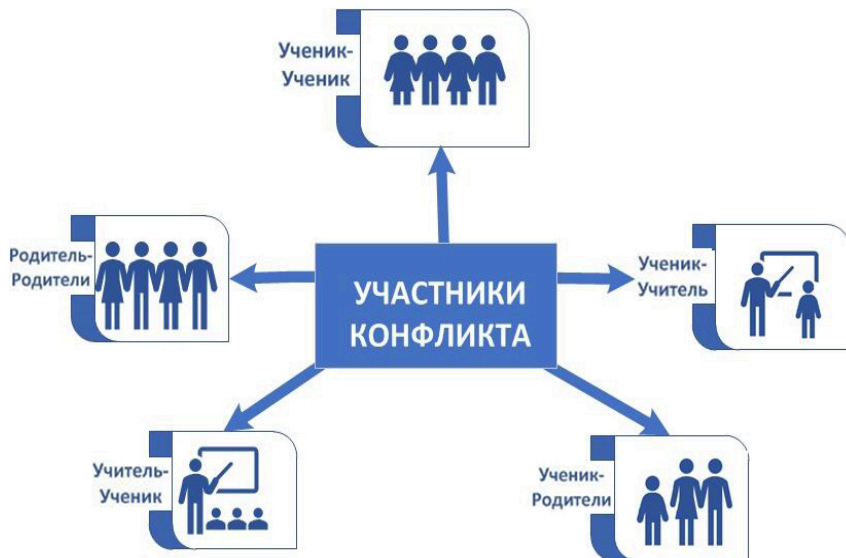 Ученик-
Ученик
Родитель-
Родители
УЧАСТНИКИ
КОНФЛИКТА
Ученик-
Учитель
Учитель-
Ученик
Ученик-
Родители